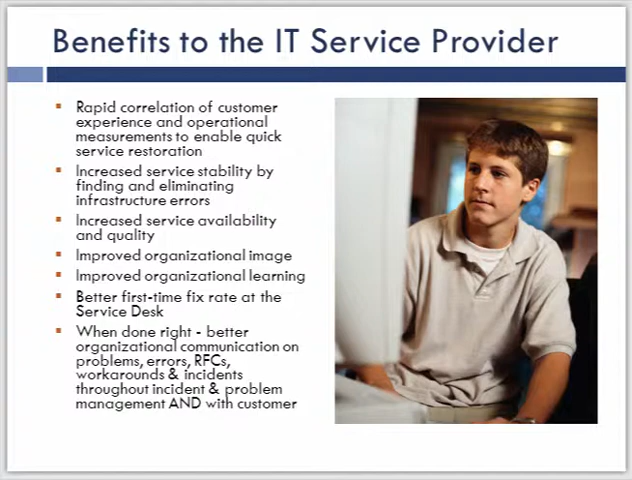 Benefits to the IT Service Provider
Rapid correlation of customer
experience and operational
measurements to enable quick
service restoration
Increased service stability by
finding and eliminating
infrastructure errors
Increased service availability
and quality
Improved organizational image
Improved organizational learning
Better first-time fix rate at the
Service Desk
When done right - better
organizational communication on
problems, errors, RFCs,
workarounds & incidents
throughout incident & problem
management AND with customer